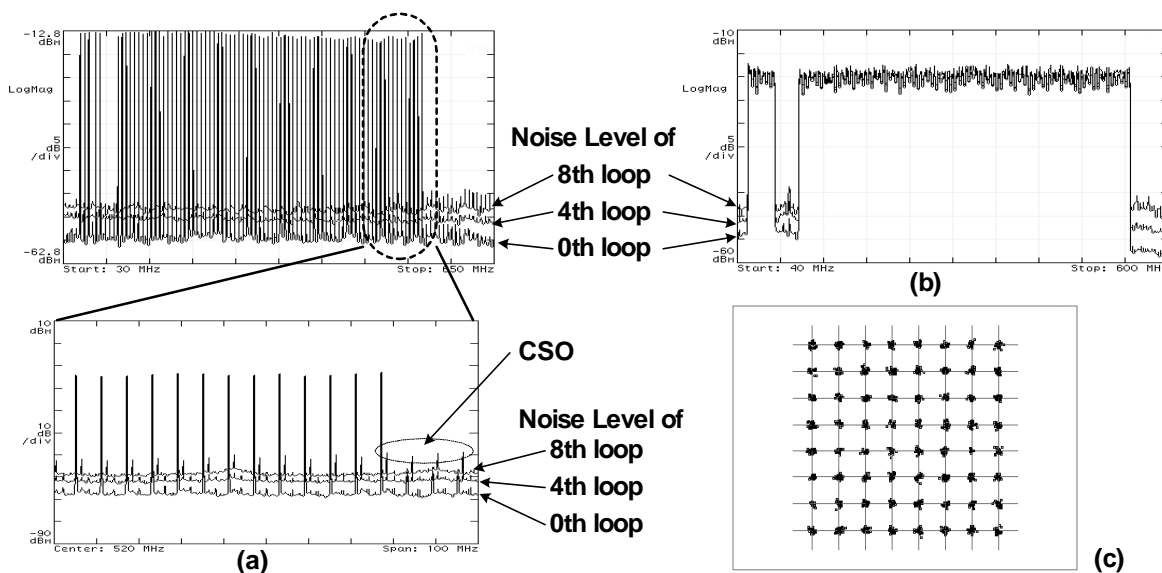 -12.8
dBm
LogMag
5
dB
/div
-62.8
dBm
Start: 30 MHz
Stop: 650 MHz
Noise Level of
8th loop
4th loop
0th loop
-10
dBm
LogMag
5
dB
/div
-60
dBm
Start: 40 MHz
Stop: 600 MHz
(b)
10
dBm
10
dB
/div
-90
dBm
Center: 520 MHz
Span: 100 MHz
(a)
CSO
Noise Level of
8th loop
4th loop
0th loop
(c)